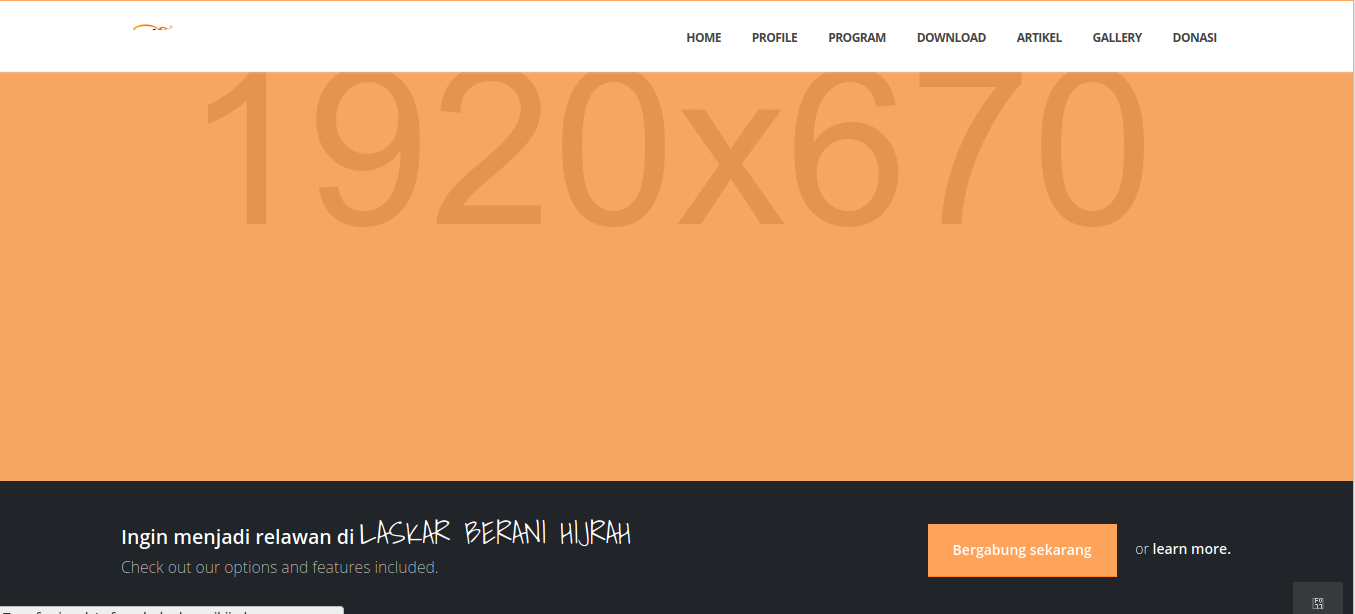 HOME PROFILE PROGRAM DOWNLOAD ARTIKEL GALLERY DONASI
1920x670
Ingin menjadi relawan di LASKAR BERANI HIJRAH
Check out our options and features included.
Bergabung sekarang
or learn more.